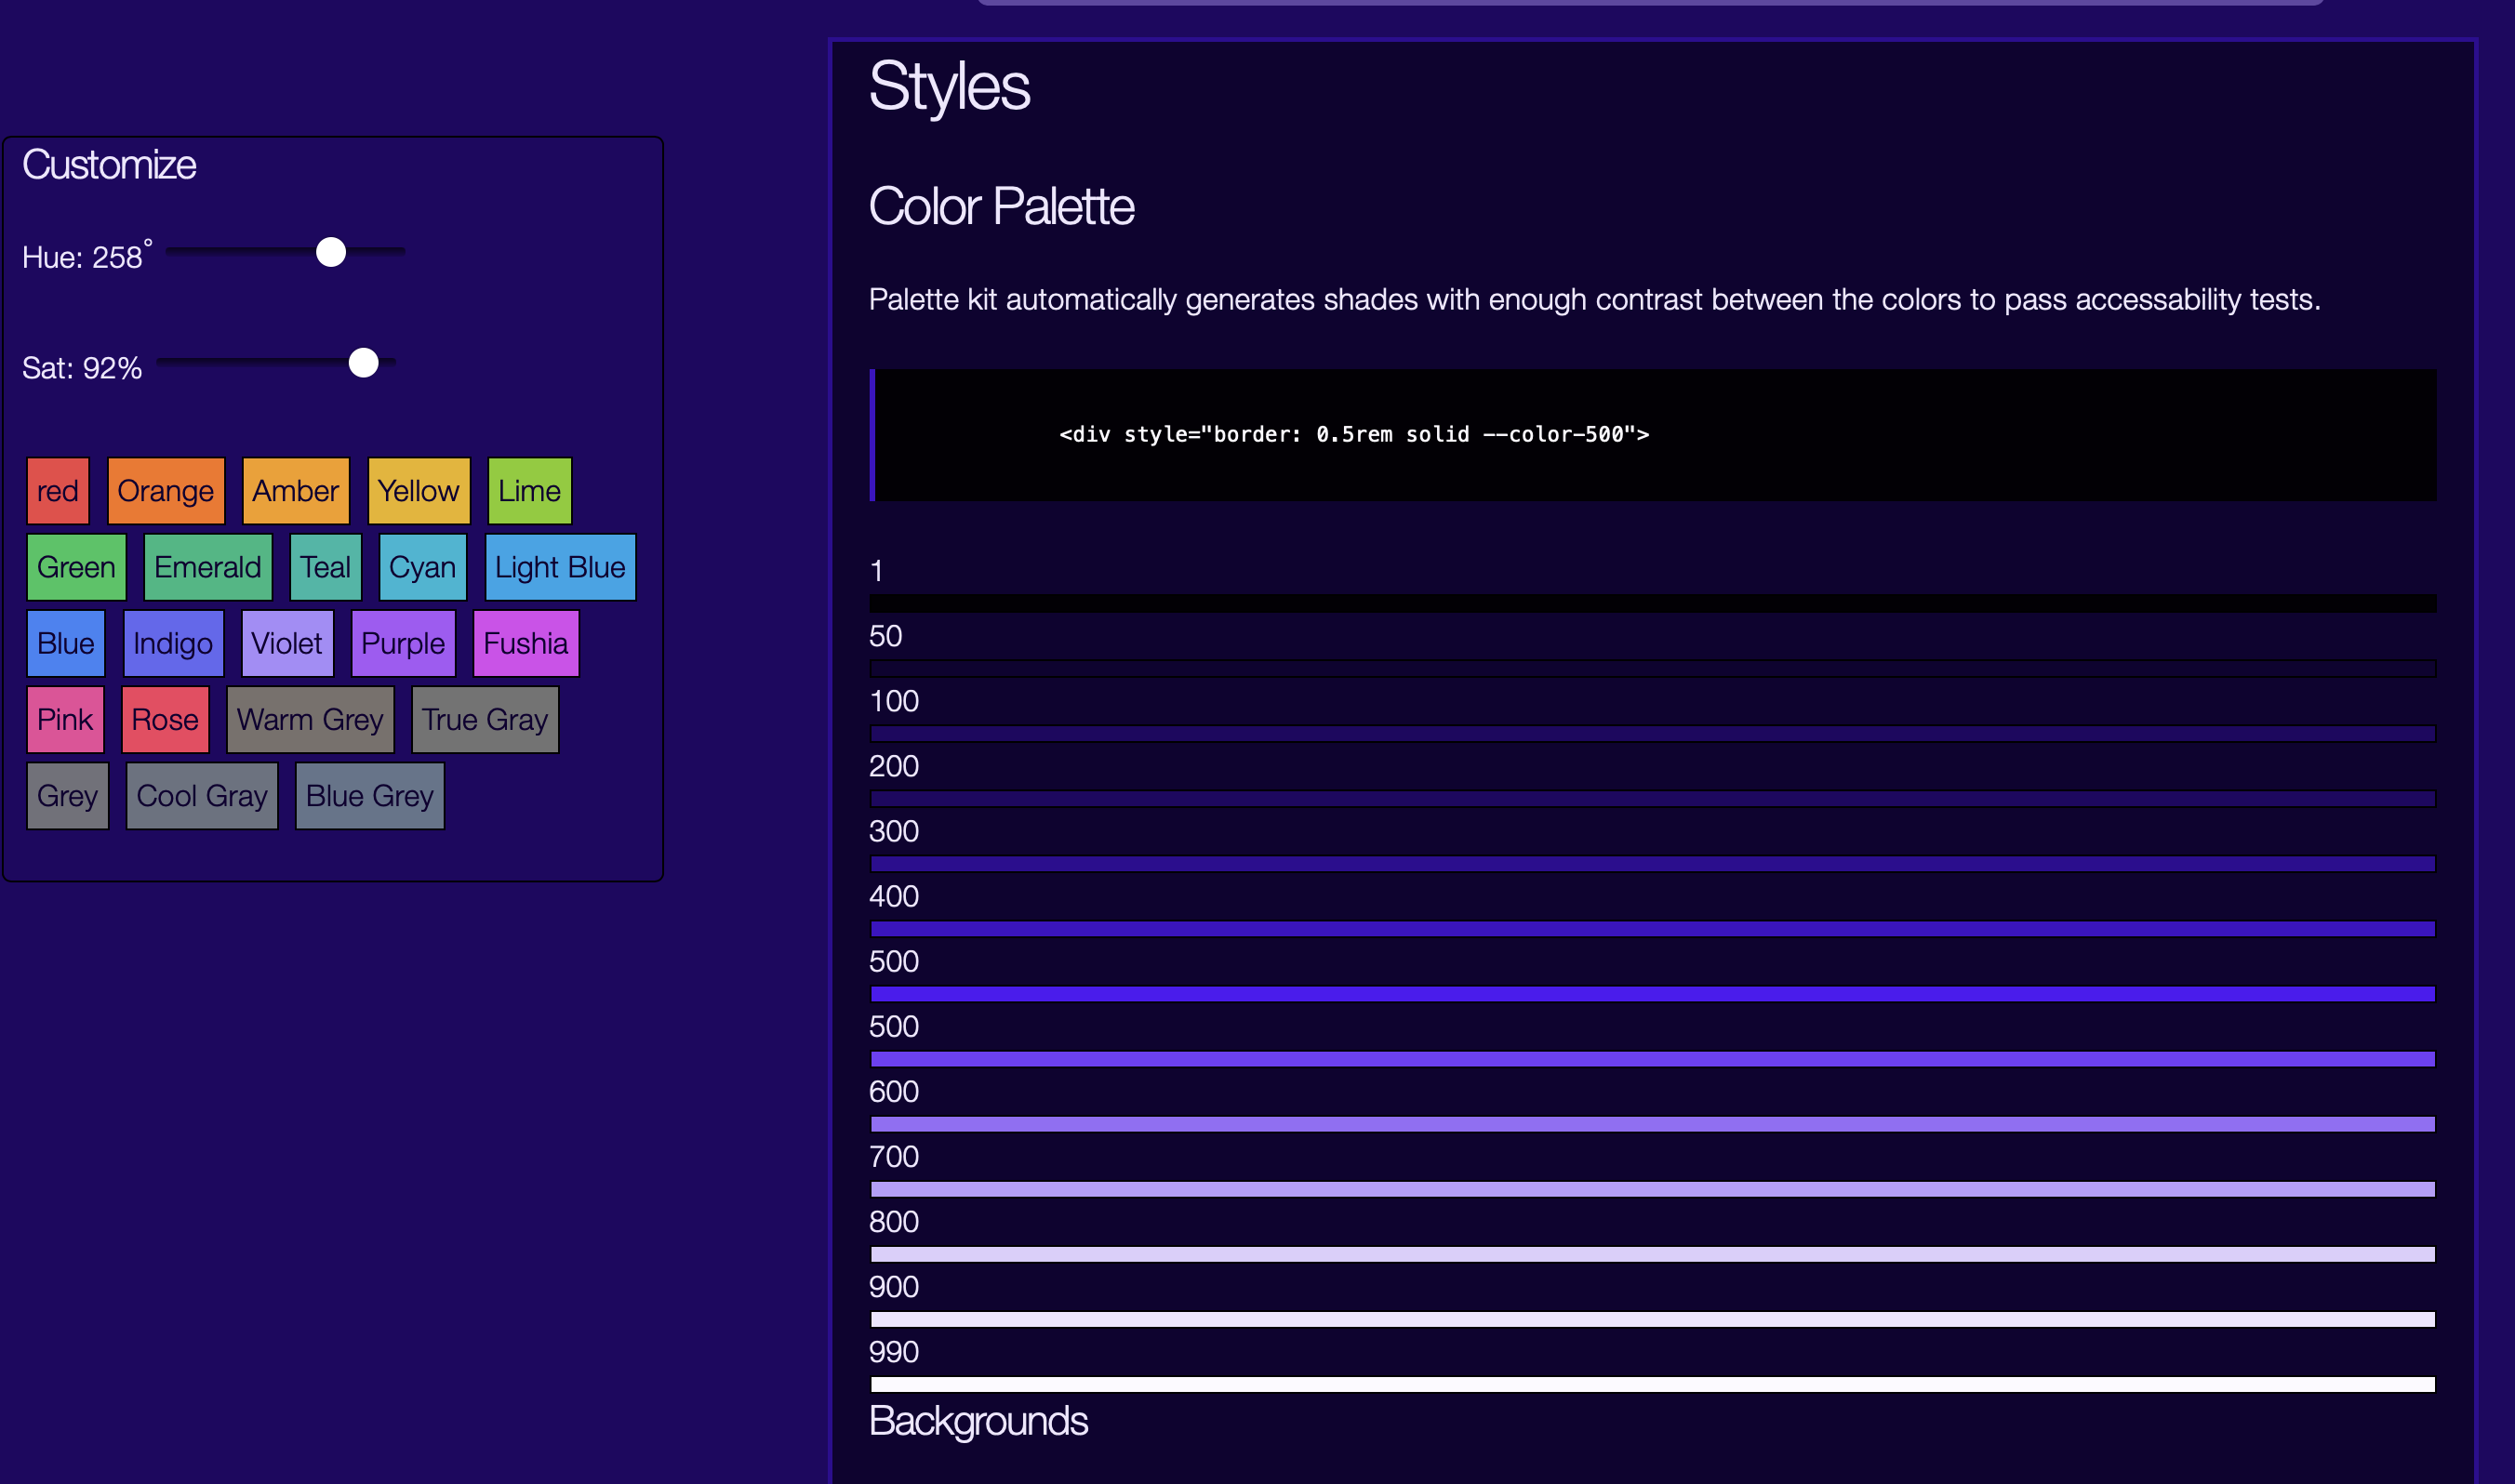 Customize
Hue: 258°
Sat: 92%
red Orange Amber Yellow Lime
Green Emerald Teal Cyan Light Blue
Blue Indigo Violet Purple Fushia
Pink Rose Warm Grey True Gray
Grey Cool Gray Blue Grey
Styles
Color Palette
Palette kit automatically generates shades with enough contrast between the colors to pass accessability tests.
<div style="border: 0.5rem solid --color-500">
1
50
100
200
300
400
500
500
600
700
800
900
990
Backgrounds